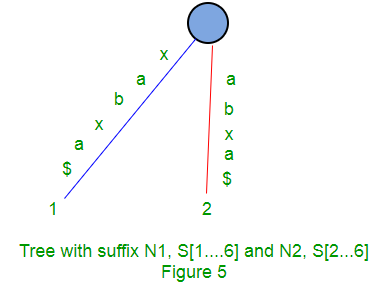 x a b x a $
a b x a $
1 2
Tree with suffix N1, S[1....6] and N2, S[2...6]
Figure 5